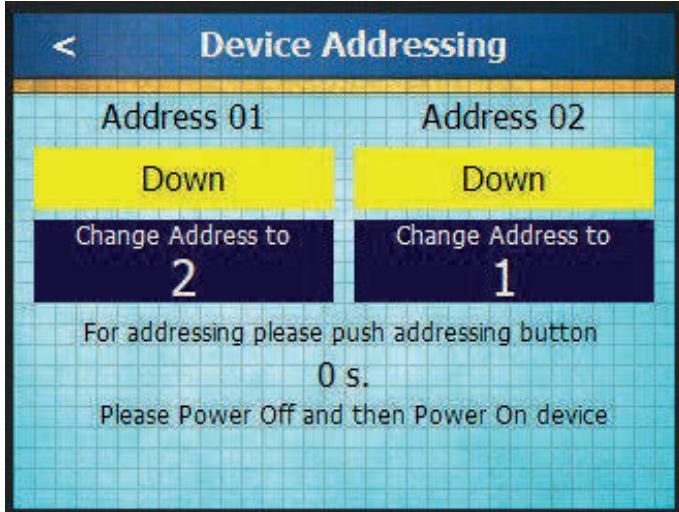 < Device Addressing
Address 01 Address 02
Down Down
Change Address to Change Address to
2 1
For addressing please push addressing button
0 s.
Please Power Off and then Power On device